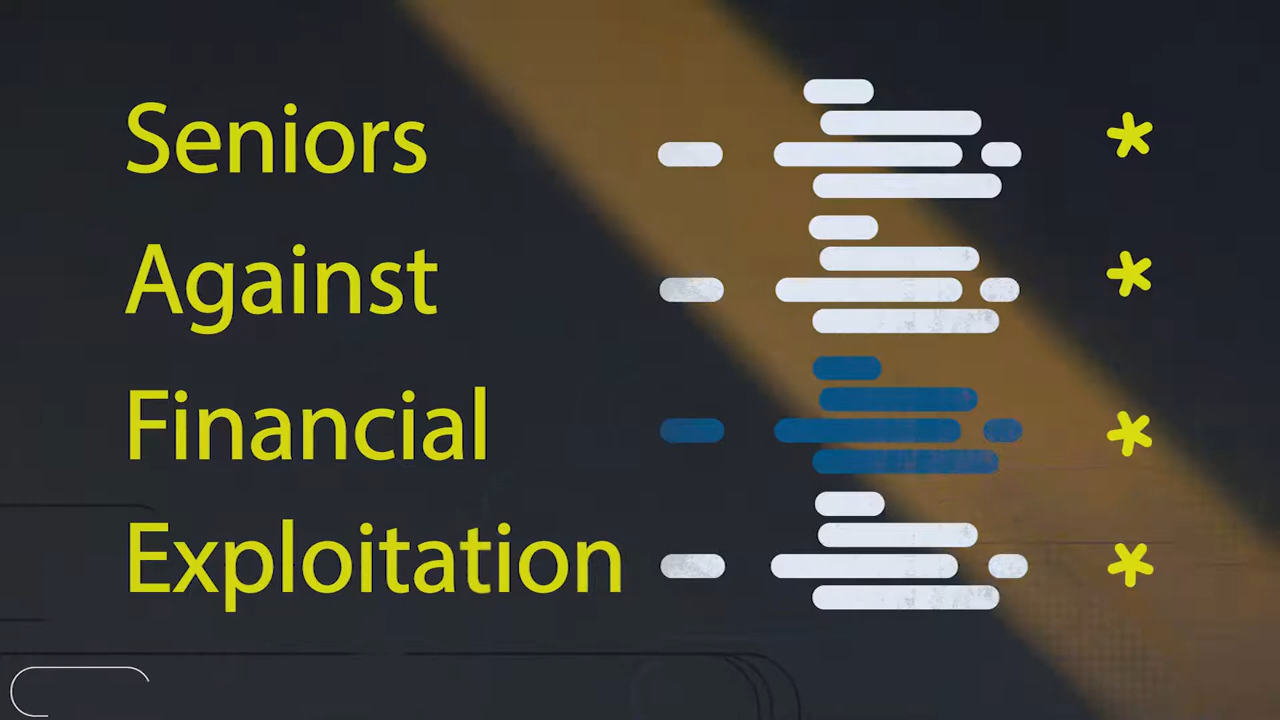 Seniors *
Against *
Financial *
Exploitation *